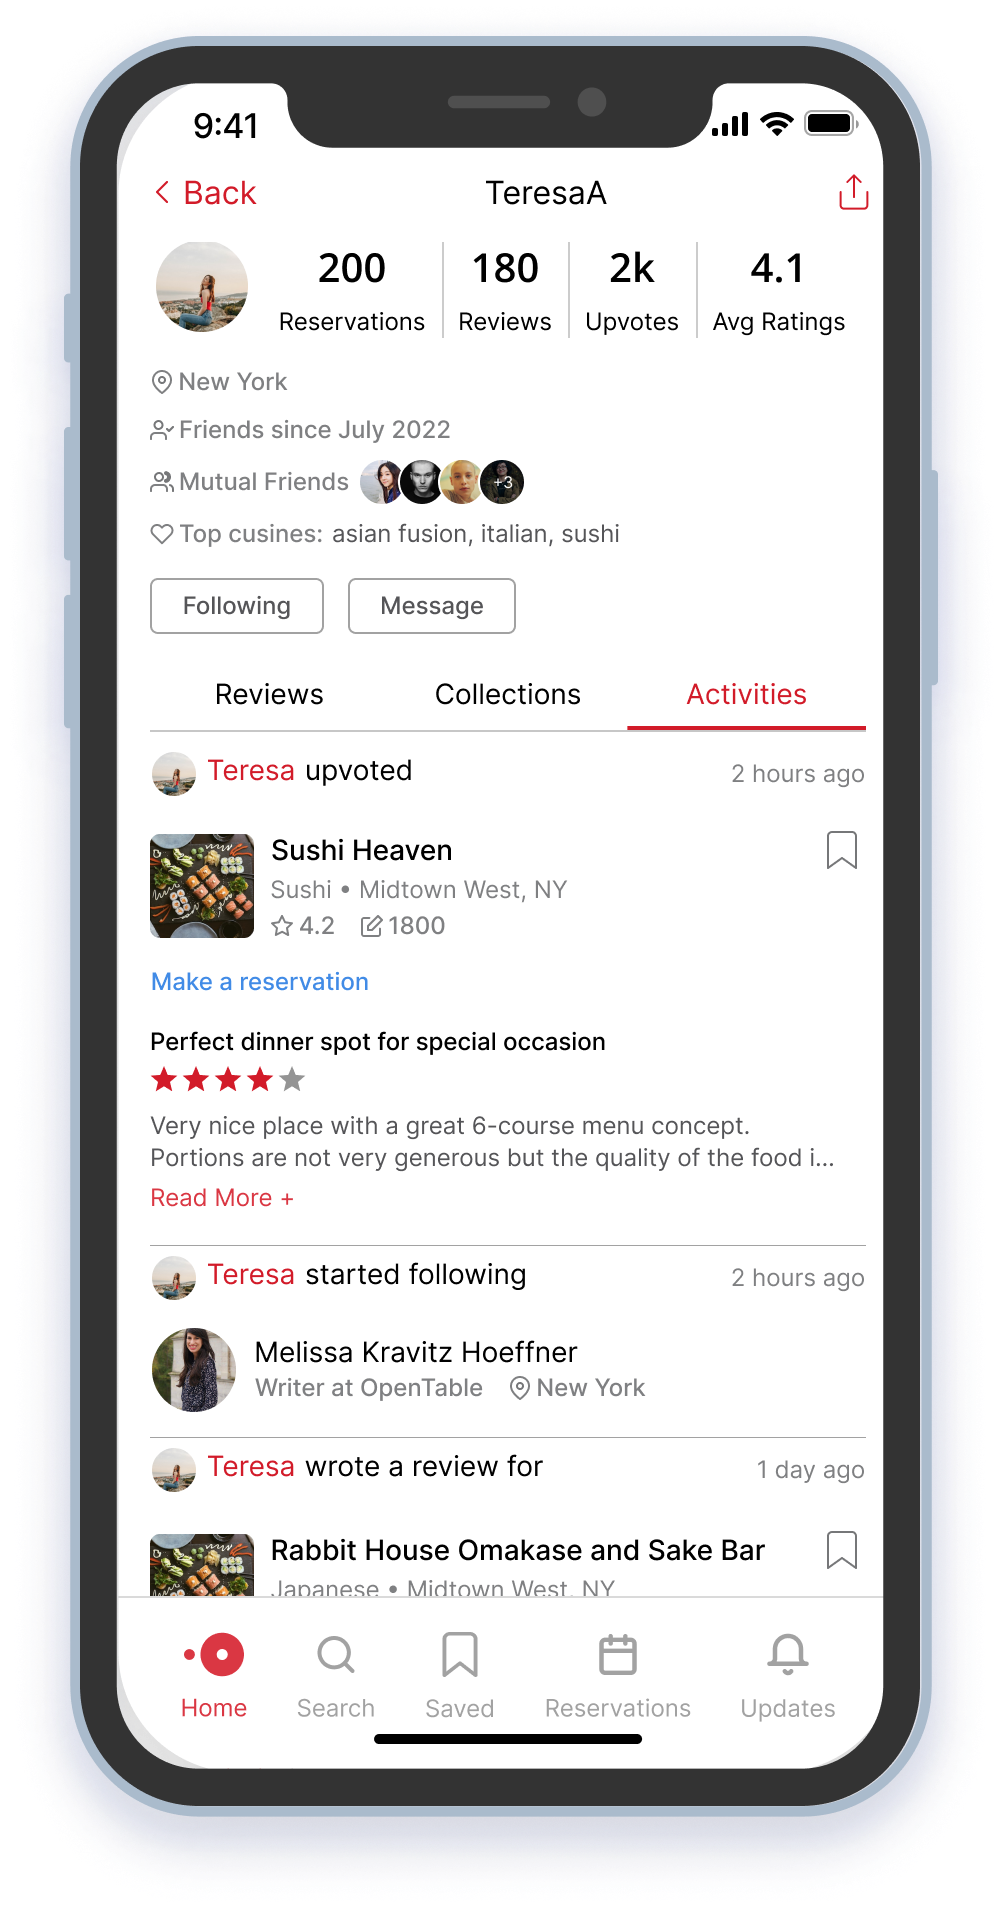 9:41
Back
TeresaA
200 180 2k 4.1
Reservations Reviews Upvotes Avg Ratings
New York
Friends since July 2022
Mutual Friends +3
Top cusines: asian fusion, italian, sushi
Following Message
Reviews Collections Activities
Teresa upvoted 2 hours ago
Sushi Heaven
Sushi • Midtown West, NY
4.2 1800
Make a reservation
Perfect dinner spot for special occasion
Very nice place with a great 6-course menu concept.
Portions are not very generous but the quality of the food i...
Read More +
Teresa started following 2 hours ago
Melissa Kravitz Hoeffner
Writer at OpenTable New York
Teresa wrote a review for 1 day ago
Rabbit House Omakase and Sake Bar
Japanese • Midtown West, NY
Home Search Saved Reservations Updates